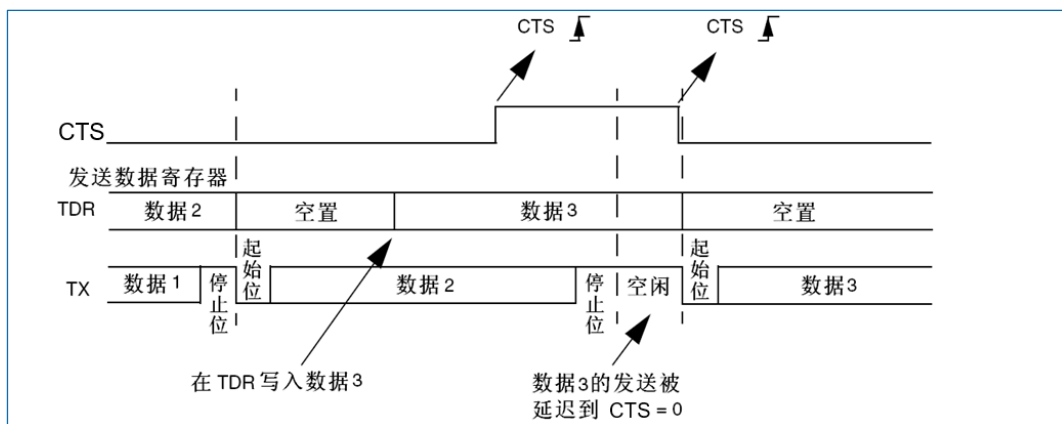 CTS CTS
CTS
发送数据寄存器
TDR 数据2 空置 数据3 空置
TX 数据1 停止位 起始位 数据2 停止位 空闲 起始位 数据3
在 TDR 写入数据3
数据3的发送被
延迟到 CTS = 0